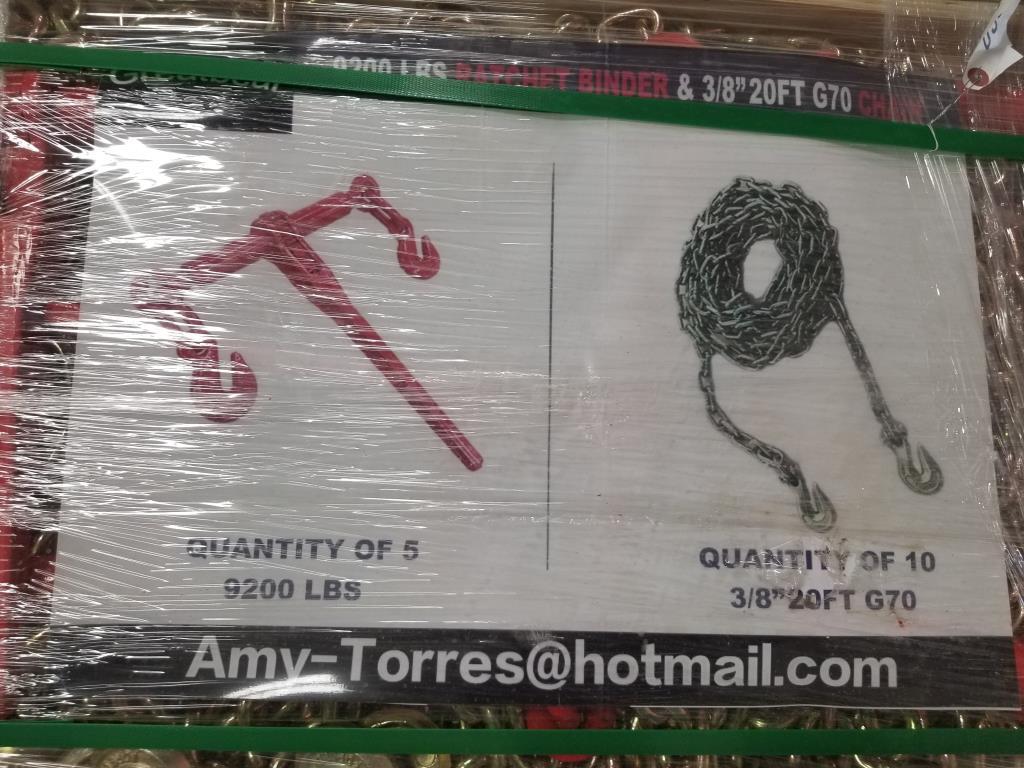 9200 LBS RATCHET BINDER & 3/8”20FT G70 CHAIN
QUANTITY OF 5
9200 LBS
QUANTITY OF 10
3/8”20FT G70
Amy-Torres@hotmail.com